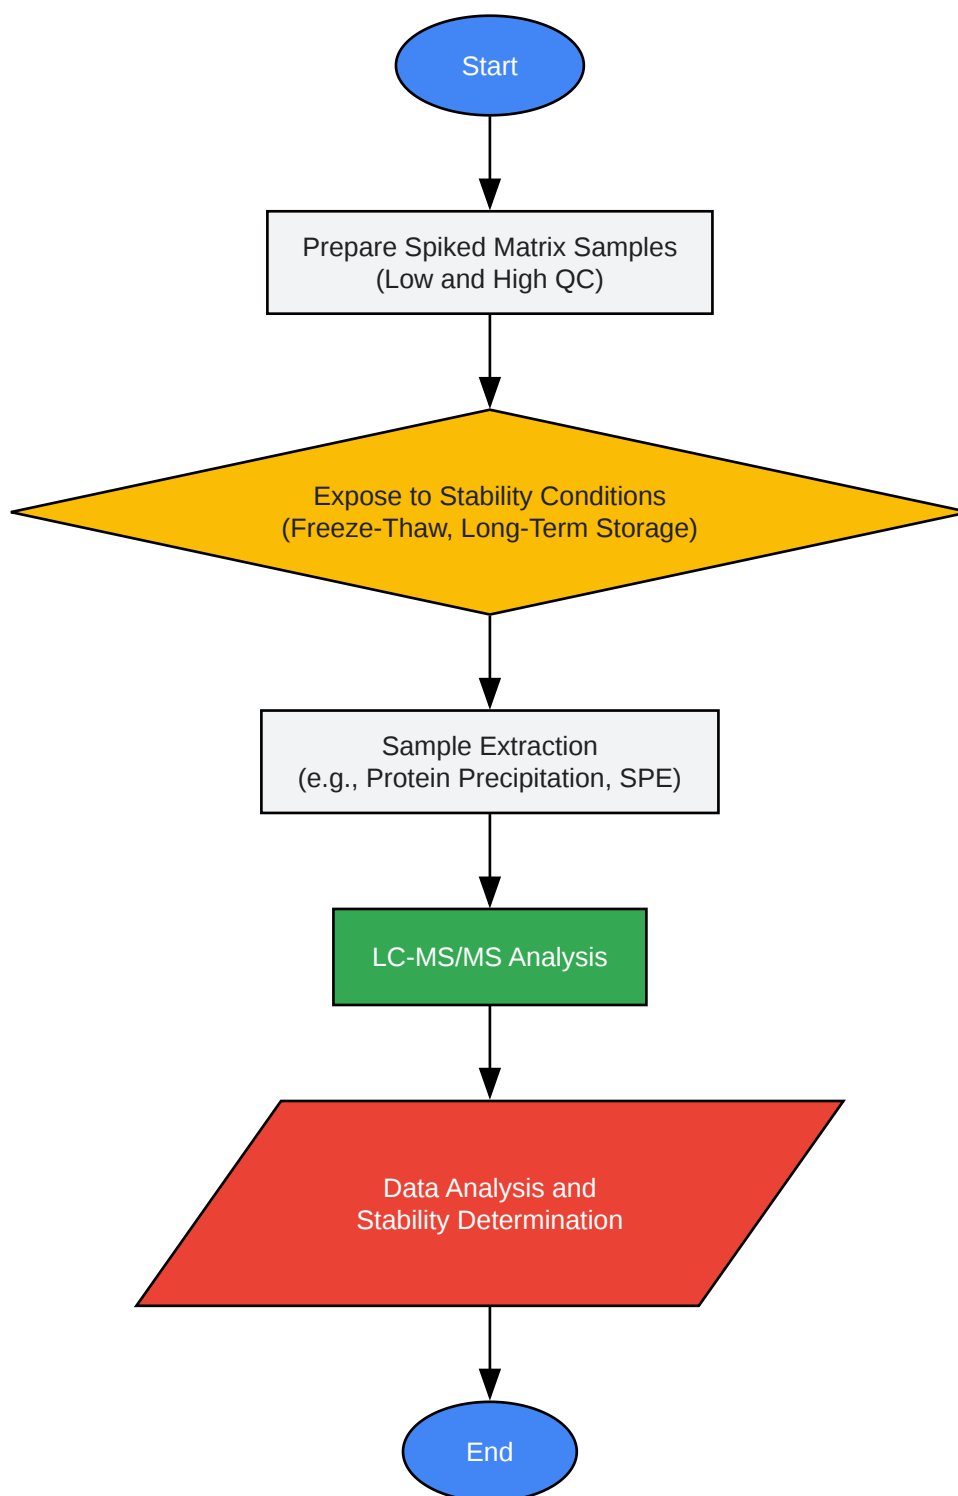 Start
Prepare Spiked Matrix Samples
(Low and High QC)
Expose to Stability Conditions
(Freeze-Thaw, Long-Term Storage)
Sample Extraction
(e.g., Protein Precipitation, SPE)
LC-MS/MS Analysis
Data Analysis and
Stability Determination
End